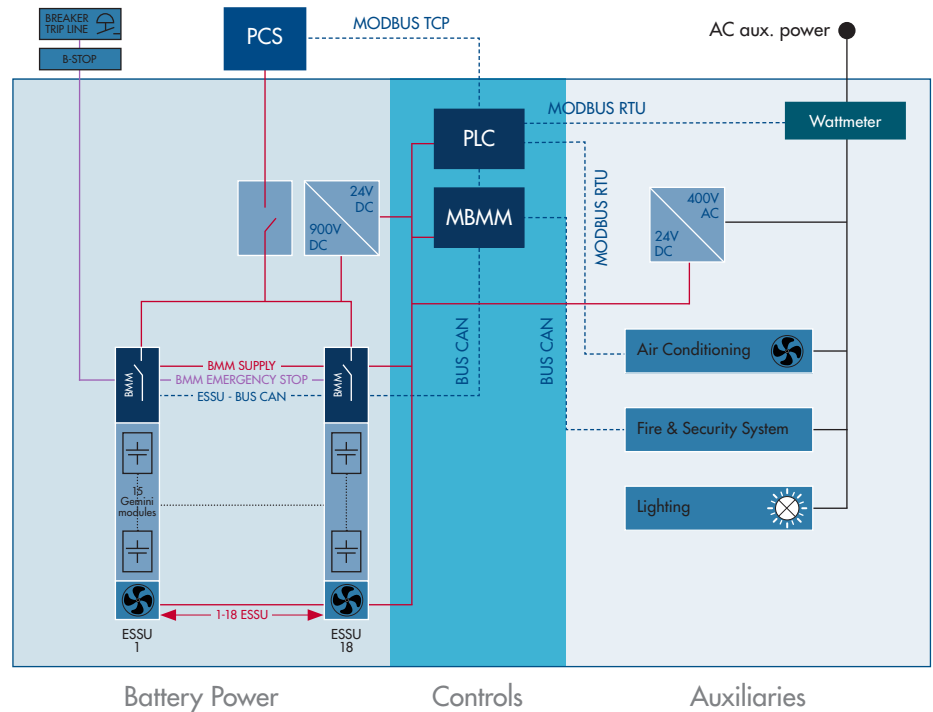 BREAKER
TRIP LINE
B-STOP
PCS
MODBUS TCP
AC aux. power
MODBUS RTU
Wattmeter
PLC
MBMM
24V
DC
900V
DC
MODBUS RTU
400V
AC
24V
DC
BUS CAN
BUS CAN
Air Conditioning
BMM
BMM
BMM SUPPLY
BMM EMERGENCY STOP
ESSU - BUS CAN
Fire & Security System
15
Gemini
modules
Lighting
1-18 ESSU
ESSU
1
ESSU
18
Battery Power
Controls
Auxiliaries